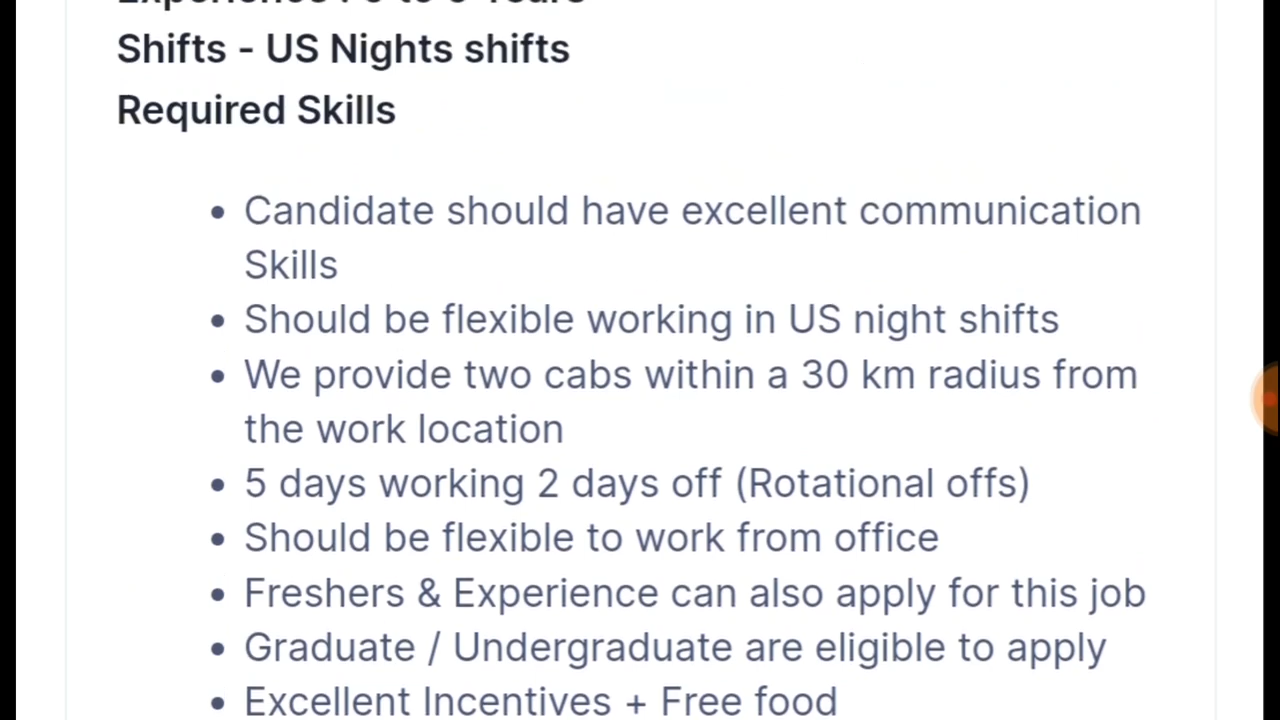 Shifts - US Nights shifts
Required Skills
• Candidate should have excellent communication
Skills
• Should be flexible working in US night shifts
• We provide two cabs within a 30 km radius from
the work location
• 5 days working 2 days off (Rotational offs)
• Should be flexible to work from office
• Freshers & Experience can also apply for this job
• Graduate / Undergraduate are eligible to apply
• Excellent Incentives + Free food